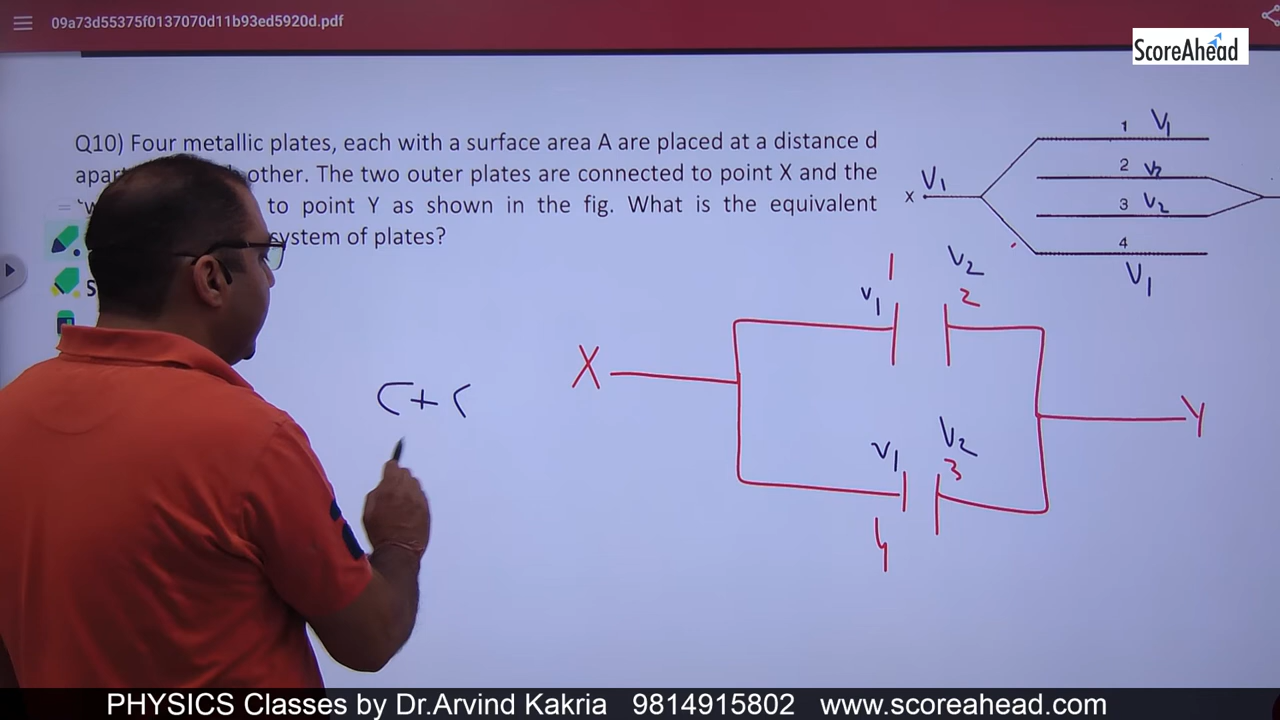 09a73d55375f0137070d11b93ed5920d.pdf
ScoreAhead
Q10) Four metallic plates, each with a surface area A are placed at a distance d
apar other. The two outer plates are connected to point X and the
to point Y as shown in the fig. What is the equivalent
ystem of plates?
S
1 V1
2 V2
X V1
3 V2
4
V1
1 V2
V1 2
X
C+C
Y
V1 V2
3
4
PHYSICS Classes by Dr.Arvind Kakria 9814915802 www.scoreahead.com